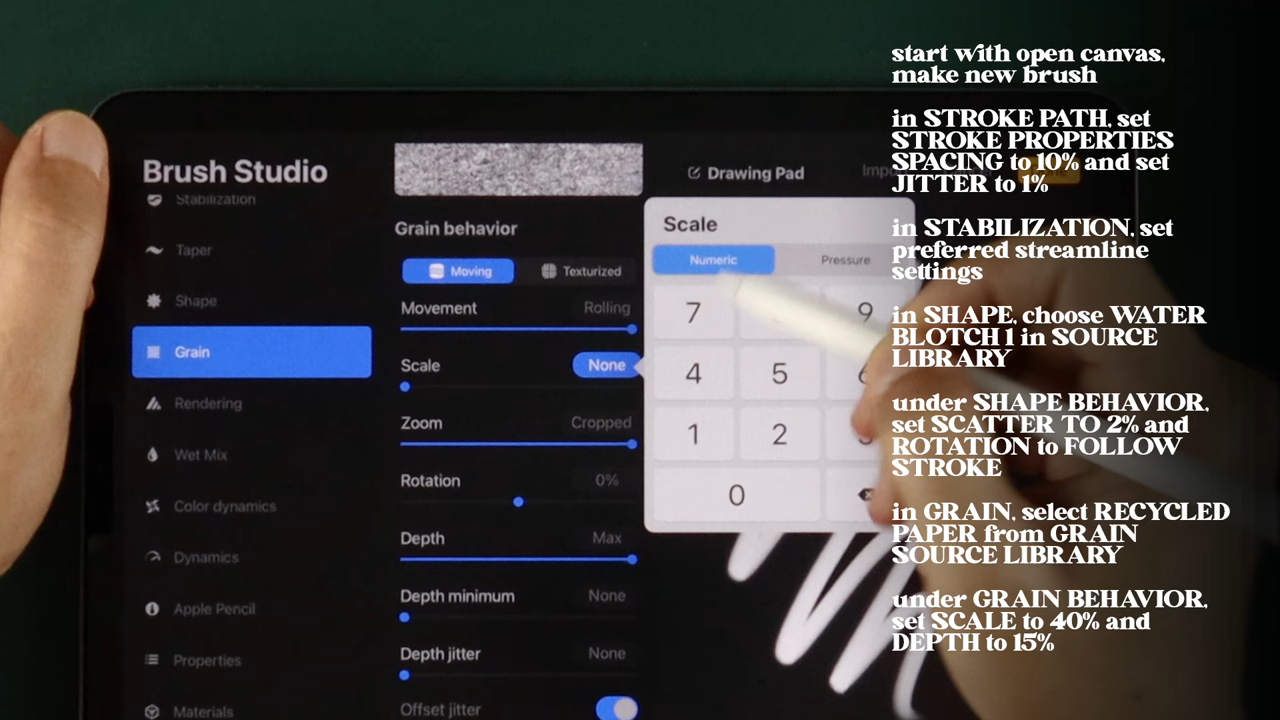 Brush Studio
Stabilization
Taper
Shape
Grain
Rendering
Wet Mix
Color dynamics
Dynamics
Apple Pencil
Properties
Materials
Grain behavior
Moving
Texturized
Movement Rolling
Scale None
Zoom Cropped
Rotation 0%
Depth Max
Depth minimum None
Depth jitter None
Offset jitter
Drawing Pad
Scale
Numeric Pressure
7 9
4 5
1 2
0
start with open canvas,
make new brush
in STROKE PATH, set
STROKE PROPERTIES
SPACING to 10% and set
JITTER to 1%
in STABILIZATION, set
preferred streamline
settings
in SHAPE, choose WATER
BLOTCH 1 in SOURCE
LIBRARY
under SHAPE BEHAVIOR,
set SCATTER TO 2% and
ROTATION to FOLLOW
STROKE
in GRAIN, select RECYCLED
PAPER from GRAIN
SOURCE LIBRARY
under GRAIN BEHAVIOR,
set SCALE to 40% and
DEPTH to 15%